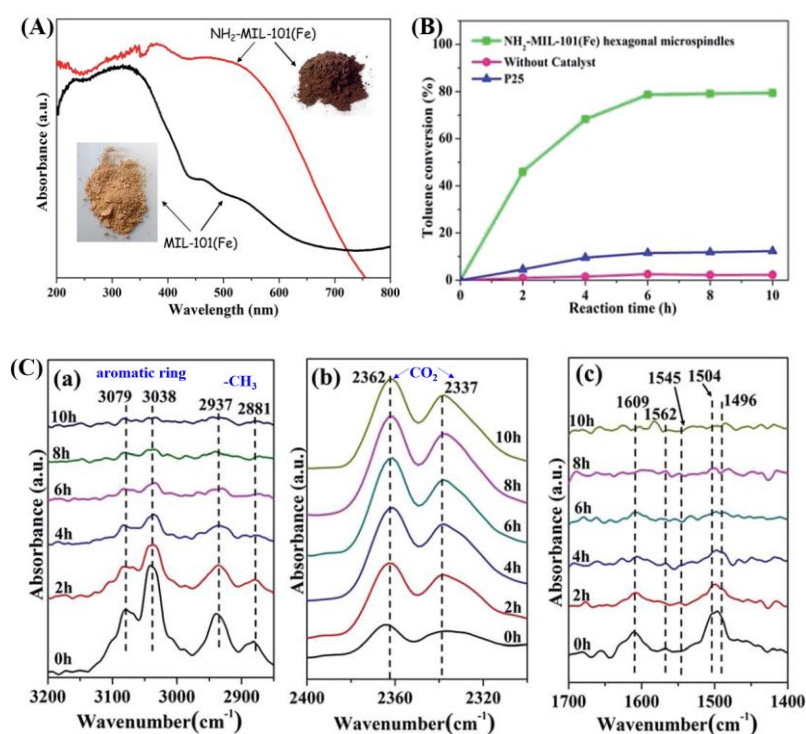 (A)
NH₂-MIL-101(Fe)
MIL-101(Fe)
Absorbance (a.u.)
200 300 400 500 600 700 800
Wavelength (nm)
(B)
NH₂-MIL-101(Fe) hexagonal microspindles
Without Catalyst
P25
Toluene conversion (%)
100
80
60
40
20
0
0 2 4 6 8 10
Reaction time (h)
(C)
(a)
aromatic ring
-CH₃
3079 3038 2937 2881
10h
8h
6h
4h
2h
0h
Absorbance (a.u.)
3200 3100 3000 2900
Wavenumber(cm⁻¹)
(b)
CO₂
2362 2337
10h
8h
6h
4h
2h
0h
Absorbance (a.u.)
2400 2360 2320
Wavenumber(cm⁻¹)
(c)
1609 1562 1545 1504 1496
10h
8h
6h
4h
2h
0h
Absorbance (a.u.)
1700 1600 1500 1400
Wavenumber(cm⁻¹)